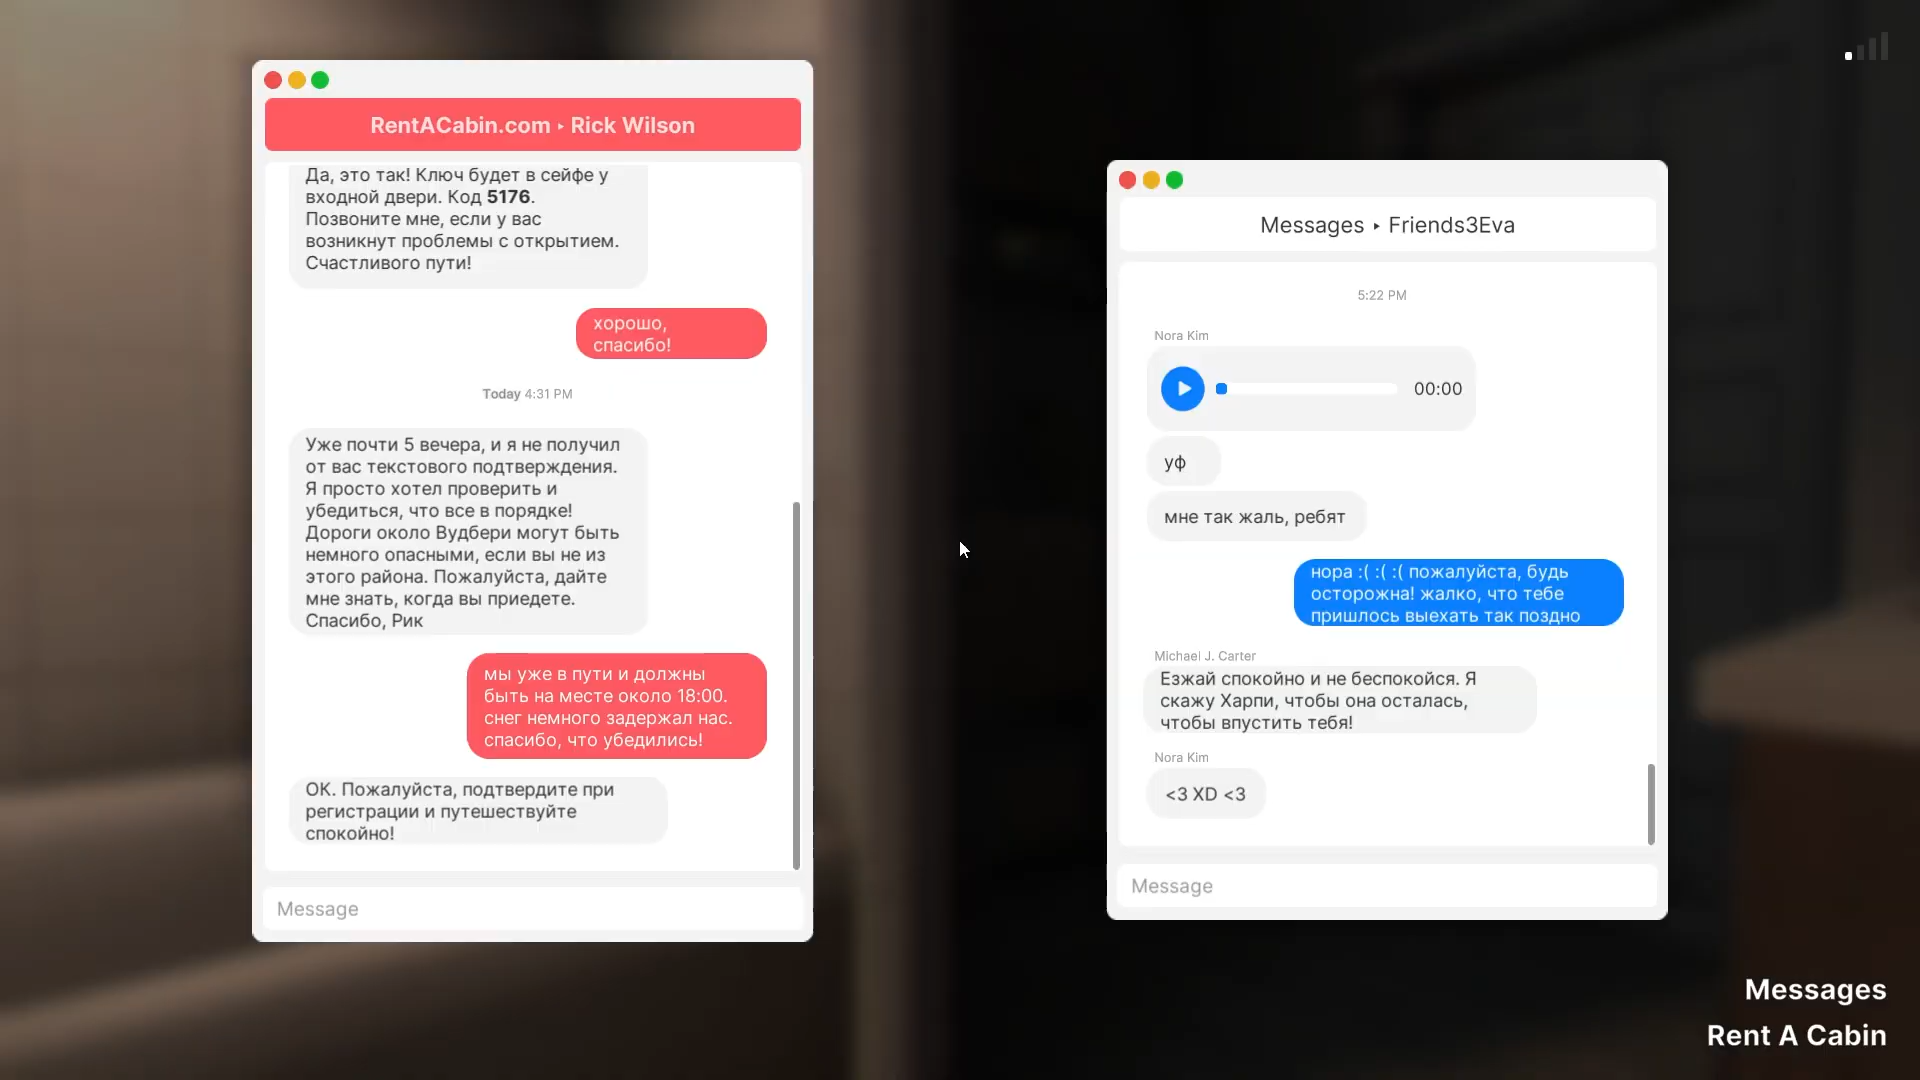 RentACabin.com ‣ Rick Wilson
Да, это так! Ключ будет в сейфе у
входной двери. Код 5176.
Позвоните мне, если у вас
возникнут проблемы с открытием.
Счастливого пути!
хорошо,
спасибо!
Today 4:31 PM
Уже почти 5 вечера, и я не получил
от вас текстового подтверждения.
Я просто хотел проверить и
убедиться, что все в порядке!
Дороги около Вудбери могут быть
немного опасными, если вы не из
этого района. Пожалуйста, дайте
мне знать, когда вы приедете.
Спасибо, Рик
мы уже в пути и должны
быть на месте около 18:00.
снег немного задержал нас.
спасибо, что убедились!
ОК. Пожалуйста, подтвердите при
регистрации и путешествуйте
спокойно!
Message
Messages ‣ Friends3Eva
5:22 PM
Nora Kim
00:00
уф
мне так жаль, ребят
нора :( :( :( пожалуйста, будь
осторожна! жалко, что тебе
пришлось выехать так поздно
Michael J. Carter
Езжай спокойно и не беспокойся. Я
скажу Харпи, чтобы она осталась,
чтобы впустить тебя!
Nora Kim
<3 XD <3
Message
Messages
Rent A Cabin